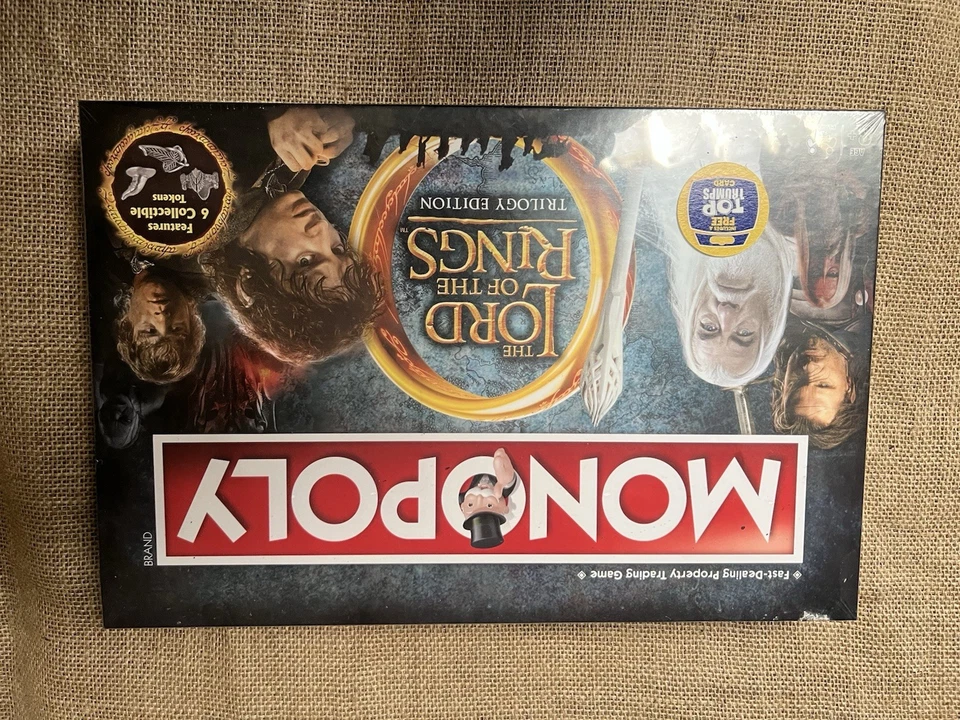 Fast-Dealing Property Trading Game
MONOPOLY
BRAND
THE
LORD
OF THE
RINGS™
TRILOGY EDITION
INCLUDES A
FREE
TOP
TRUMPS
CARD
Features
6 Collectible
Tokens